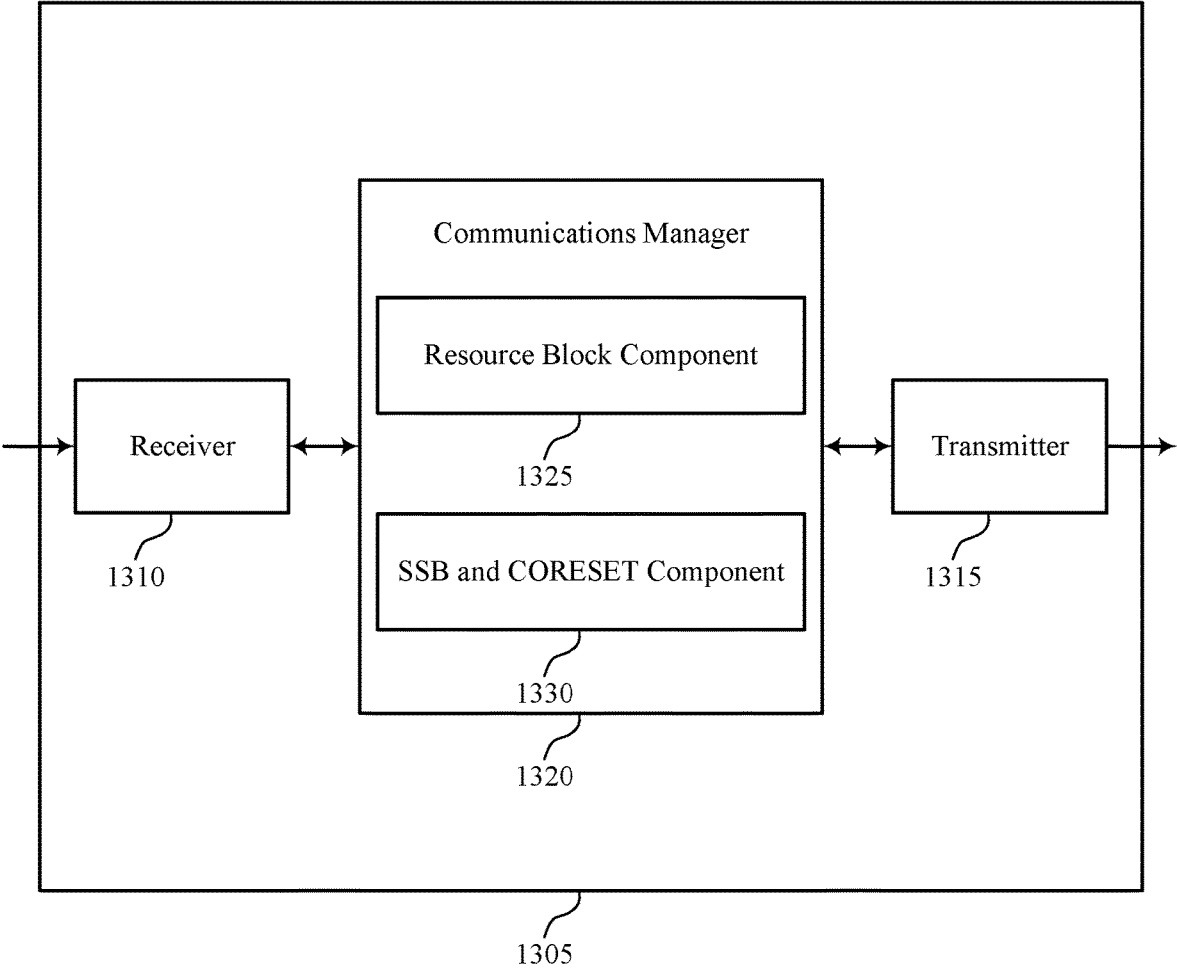 Communications Manager
Resource Block Component
1325
Receiver
1310
Transmitter
1315
SSB and CORESET Component
1330
1320
1305